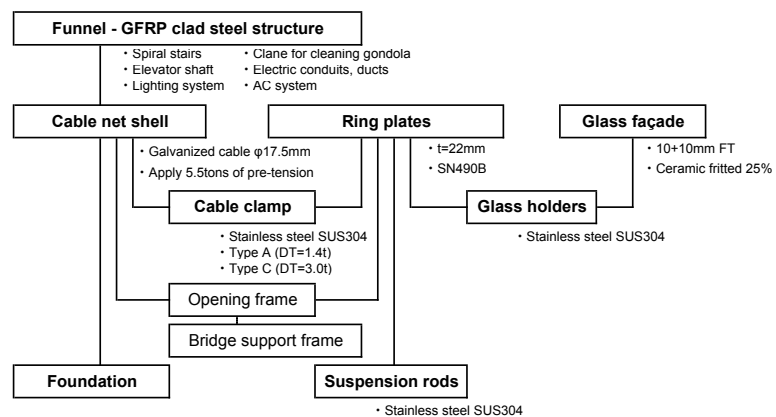 Funnel - GFRP clad steel structure
・Spiral stairs ・Clane for cleaning gondola
・Elevator shaft ・Electric conduits, ducts
・Lighting system ・AC system
Cable net shell
Ring plates
Glass façade
・Galvanized cable φ17.5mm
・Apply 5.5tons of pre-tension
・t=22mm
・SN490B
・10+10mm FT
・Ceramic fritted 25%
Cable clamp
Glass holders
・Stainless steel SUS304
・Type A (DT=1.4t)
・Type C (DT=3.0t)
・Stainless steel SUS304
Opening frame
Bridge support frame
Foundation
Suspension rods
・Stainless steel SUS304